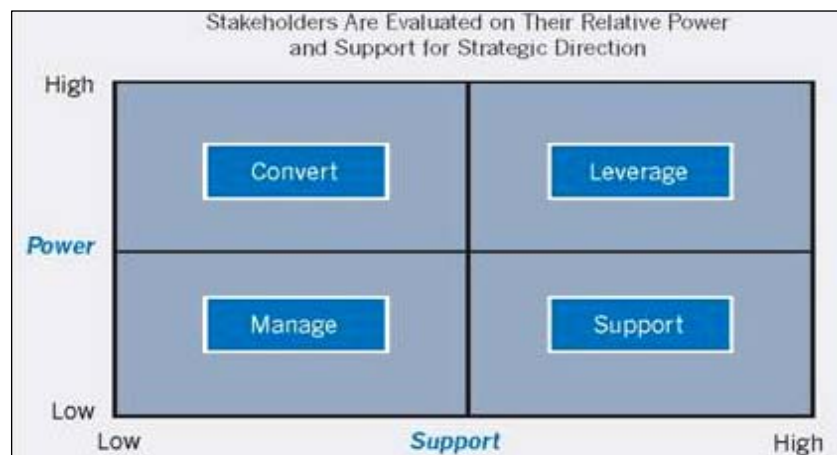 Stakeholders Are Evaluated on Their Relative Power
and Support for Strategic Direction
High
Convert
Leverage
Power
Manage
Support
Low
Low
Support
High